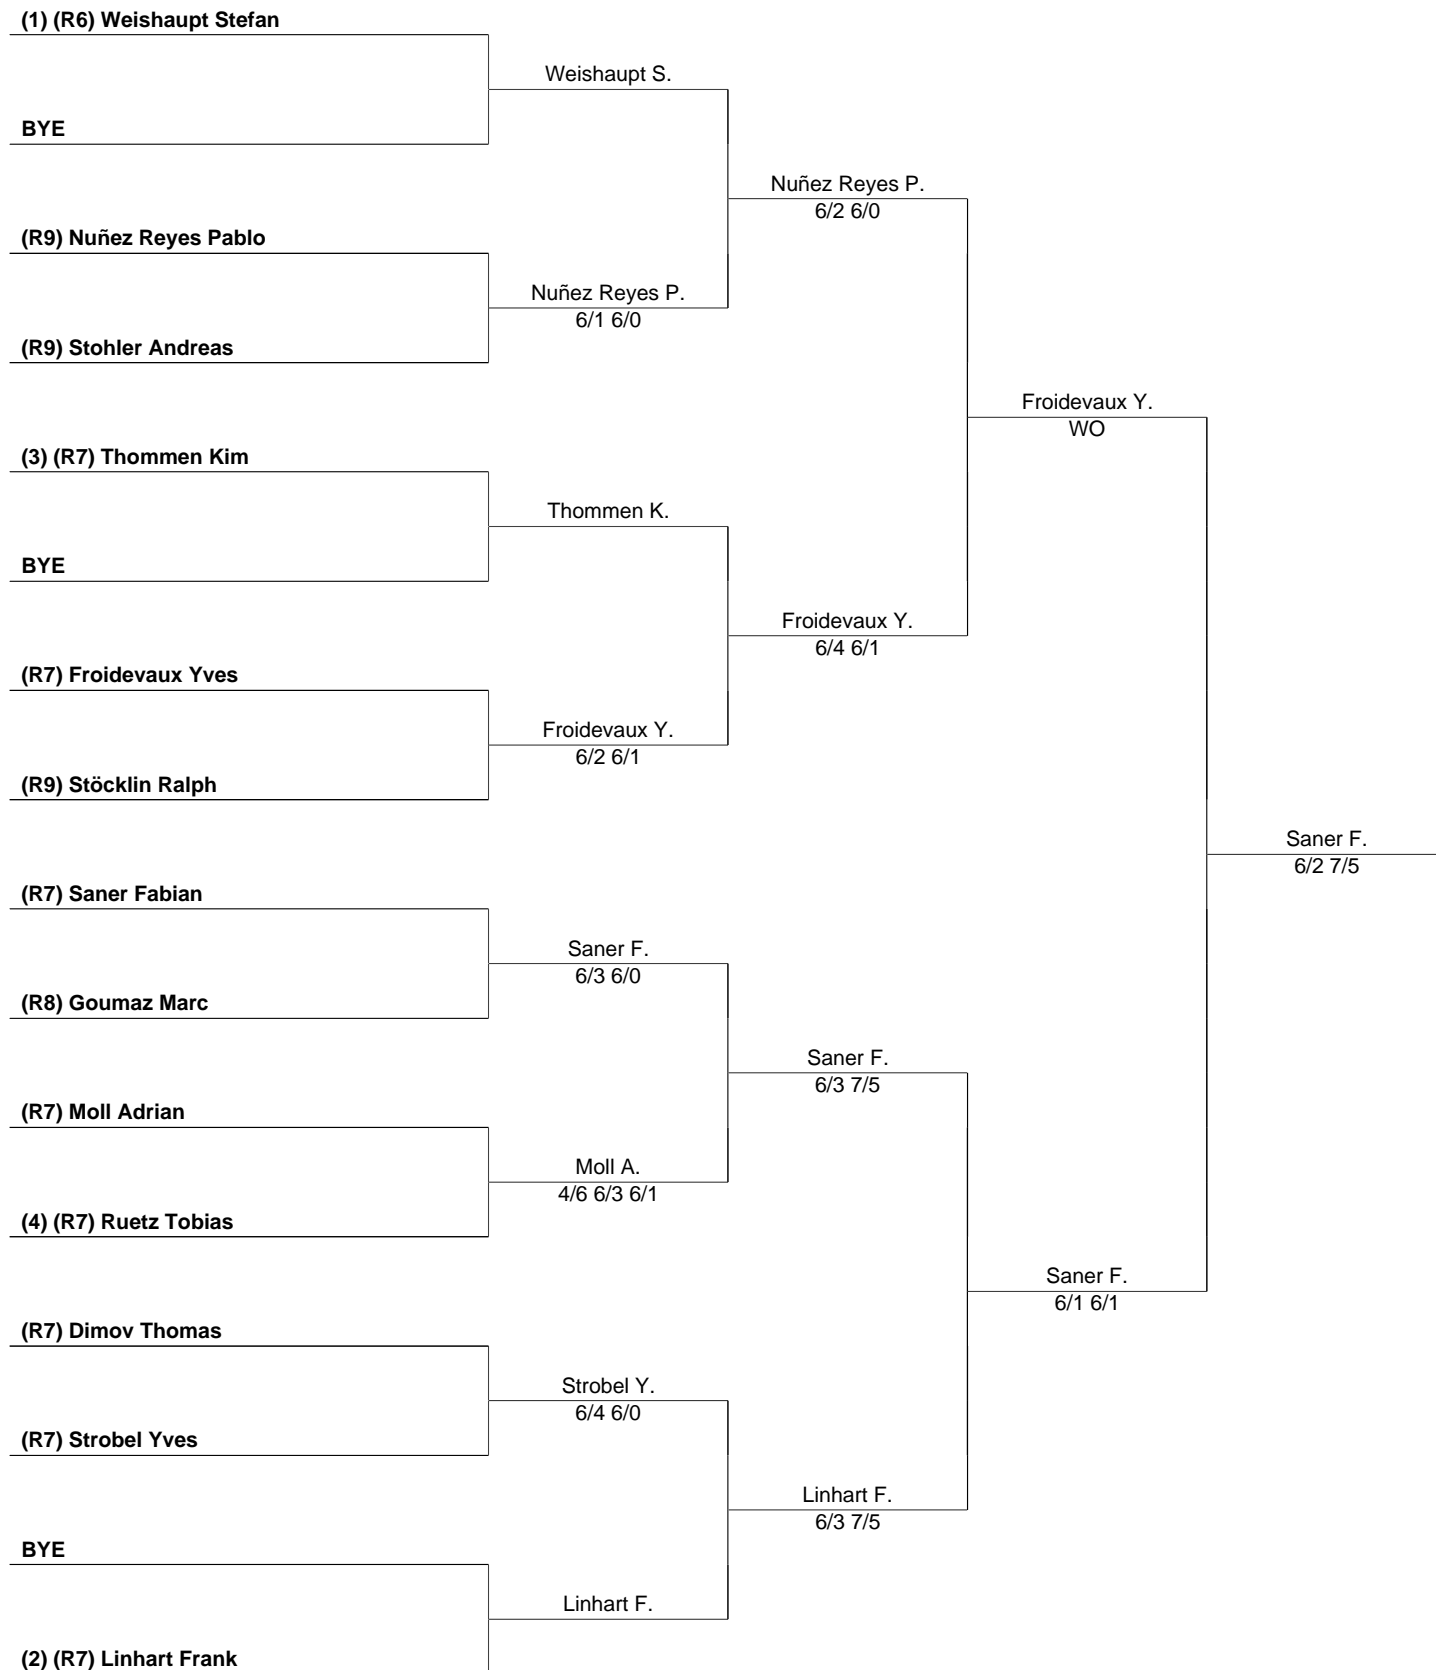 (1) (R6) Weishaupt Stefan
Weishaupt S.
BYE
Nuñez Reyes P.
6/2 6/0
(R9) Nuñez Reyes Pablo
Nuñez Reyes P.
6/1 6/0
(R9) Stohler Andreas
Froidevaux Y.
WO
(3) (R7) Thommen Kim
Thommen K.
BYE
Froidevaux Y.
6/4 6/1
(R7) Froidevaux Yves
Froidevaux Y.
6/2 6/1
(R9) Stöcklin Ralph
Saner F.
6/2 7/5
(R7) Saner Fabian
Saner F.
6/3 6/0
(R8) Goumaz Marc
Saner F.
6/3 7/5
(R7) Moll Adrian
Moll A.
4/6 6/3 6/1
(4) (R7) Ruetz Tobias
Saner F.
6/1 6/1
(R7) Dimov Thomas
Strobel Y.
6/4 6/0
(R7) Strobel Yves
Linhart F.
6/3 7/5
BYE
Linhart F.
(2) (R7) Linhart Frank